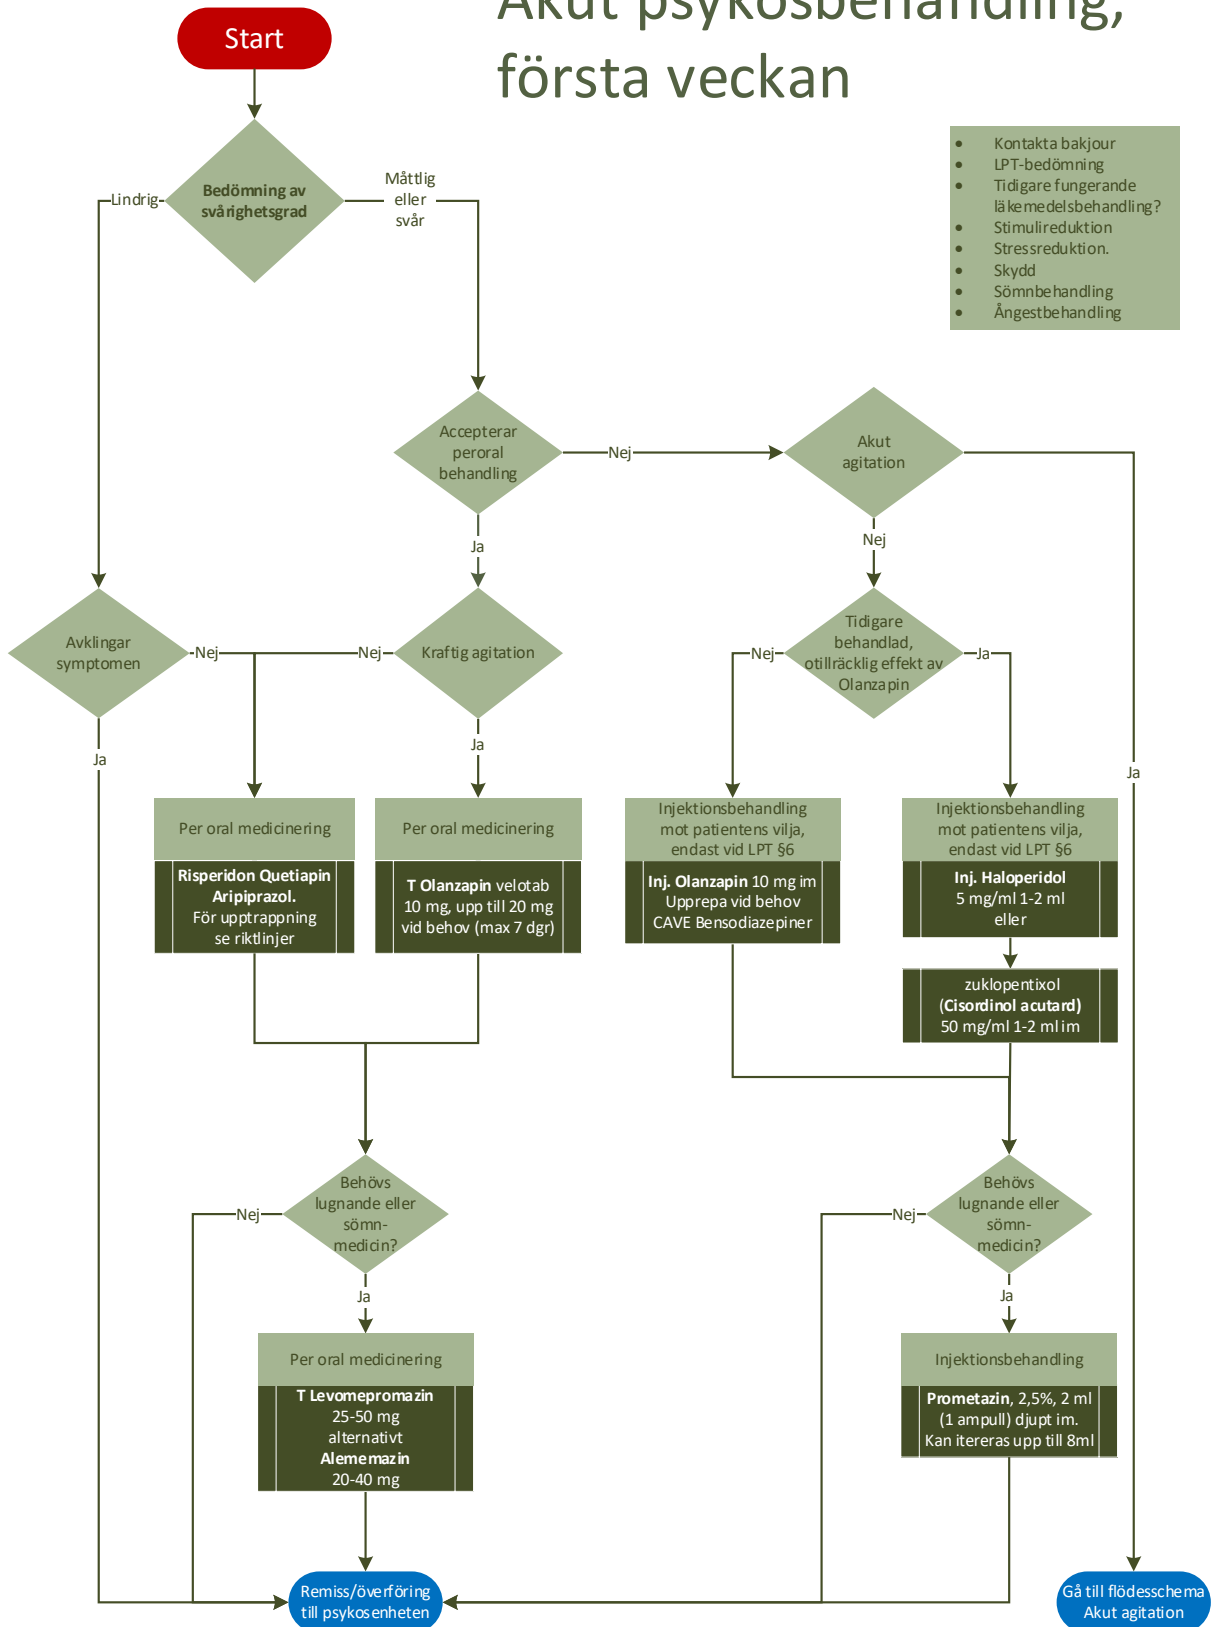 Akut psykosbehandling,
första veckan
Start
• Kontakta bakjour
• LPT-bedömning
• Tidigare fungerande
läkemedelsbehandling?
• Stimulireduktion
• Stressreduktion.
• Skydd
• Sömnbehandling
• Ångestbehandling
Bedömning av
svårighetsgrad
Lindrig
Måttlig
eller
svår
Accepterar
peroral
behandling
Nej
Akut
agitation
Ja
Nej
Avklingar
symptomen
Nej
Nej
Kraftig agitation
Nej
Tidigare
behandlad,
otillräcklig effekt av
Olanzapin
Ja
Ja
Ja
Ja
Per oral medicinering
Risperidon Quetiapin
Aripiprazol.
För upptrappning
se riktlinjer
Per oral medicinering
T Olanzapin velotab
10 mg, upp till 20 mg
vid behov (max 7 dgr)
Injektionsbehandling
mot patientens vilja,
endast vid LPT §6
Inj. Olanzapin 10 mg im
Upprepa vid behov
CAVE Bensodiazepiner
Injektionsbehandling
mot patientens vilja,
endast vid LPT §6
Inj. Haloperidol
5 mg/ml 1-2 ml
eller
zuklopentixol
(Cisordinol acutard)
50 mg/ml 1-2 ml im
Behövs
lugnande eller
sömn-
medicin?
Nej
Ja
Behövs
lugnande eller
sömn-
medicin?
Nej
Ja
Per oral medicinering
T Levomepromazin
25-50 mg
alternativt
Alememazin
20-40 mg
Injektionsbehandling
Prometazin, 2,5%, 2 ml
(1 ampull) djupt im.
Kan itereras upp till 8ml
Remiss/överföring
till psykosenheten
Gå till flödesschema
Akut agitation